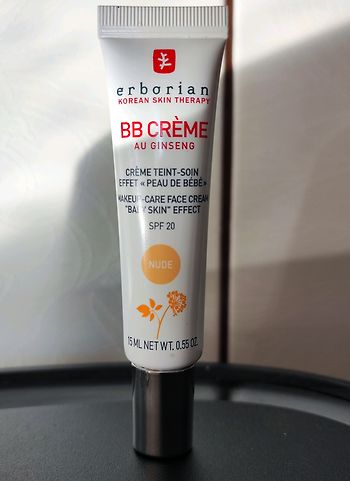 erborian
KOREAN SKIN THERAPY
BB CRÈME
AU GINSENG
CRÈME TEINT-SOIN
EFFET « PEAU DE BÉBÉ »
MAKEUP-CARE FACE CREAM
"BABY SKIN" EFFECT
SPF 20
NUDE
15 ML NET WT. 0.55 OZ.